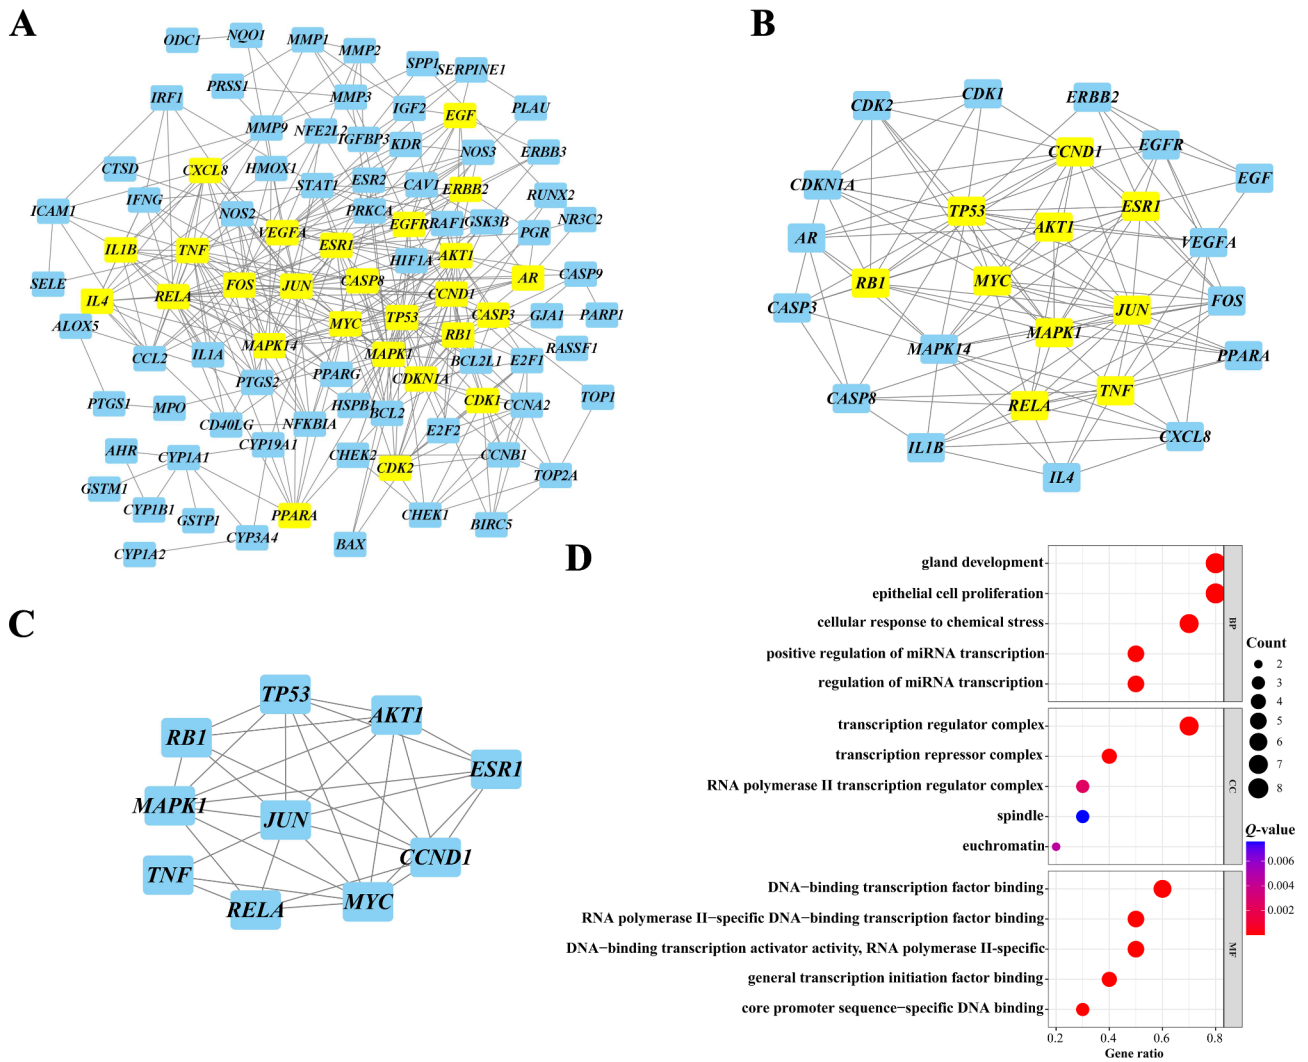 A
ODC1
NQO1
MMP1
MMP2
SPP1
SERPINE1
PRSS1
IRF1
MMP3
IGF2
EGF
PLAU
MMP9
NFE2L2
IGFBP3
KDR
NOS3
ERBB3
CTSD
CXCL8
HMOX1
STAT1
ESR2
CAV1
ERBB2
RUNX2
IFNG
ICAM1
NOS2
PRKCA
EGFR
RAF1
GSK3B
PGR
NR3C2
VEGFA
IL1B
TNF
ESR1
HIF1A
AKT1
AR
CASP9
SELE
FOS
JUN
CASP8
CCND1
IL4
RELA
TP53
CASP3
GJA1
PARP1
ALOX5
MYC
RB1
MAPK14
MAPK1
RASSF1
CCL2
IL1A
PPARG
BCL2L1
E2F1
PTGS2
CDKN1A
PTGS1
MPO
HSPB1
BCL2
CDK1
CCNA2
TOP1
CD40LG
NFKBIA
E2F2
AHR
CYP1A1
CYP19A1
CHEK2
CDK2
CCNB1
TOP2A
GSTM1
CYP1B1
GSTP1
PPARA
CHEK1
BIRC5
CYP1A2
CYP3A4
BAX
B
CDK2
CDK1
ERBB2
CCND1
EGFR
CDKN1A
EGF
TP53
ESR1
AKT1
AR
VEGFA
RB1
MYC
CASP3
JUN
FOS
MAPK14
MAPK1
PPARA
CASP8
RELA
TNF
IL1B
CXCL8
IL4
C
TP53
AKT1
RB1
ESR1
MAPK1
JUN
CCND1
TNF
RELA
MYC
D
gland development
epithelial cell proliferation
cellular response to chemical stress
positive regulation of miRNA transcription
regulation of miRNA transcription
BP
transcription regulator complex
transcription repressor complex
RNA polymerase II transcription regulator complex
spindle
euchromatin
CC
DNA−binding transcription factor binding
RNA polymerase II−specific DNA−binding transcription factor binding
DNA−binding transcription activator activity, RNA polymerase II-specific
general transcription initiation factor binding
core promoter sequence−specific DNA binding
MF
0.2 0.4 0.6 0.8
Gene ratio
Count
2
3
4
5
6
7
8
Q-value
0.006
0.004
0.002